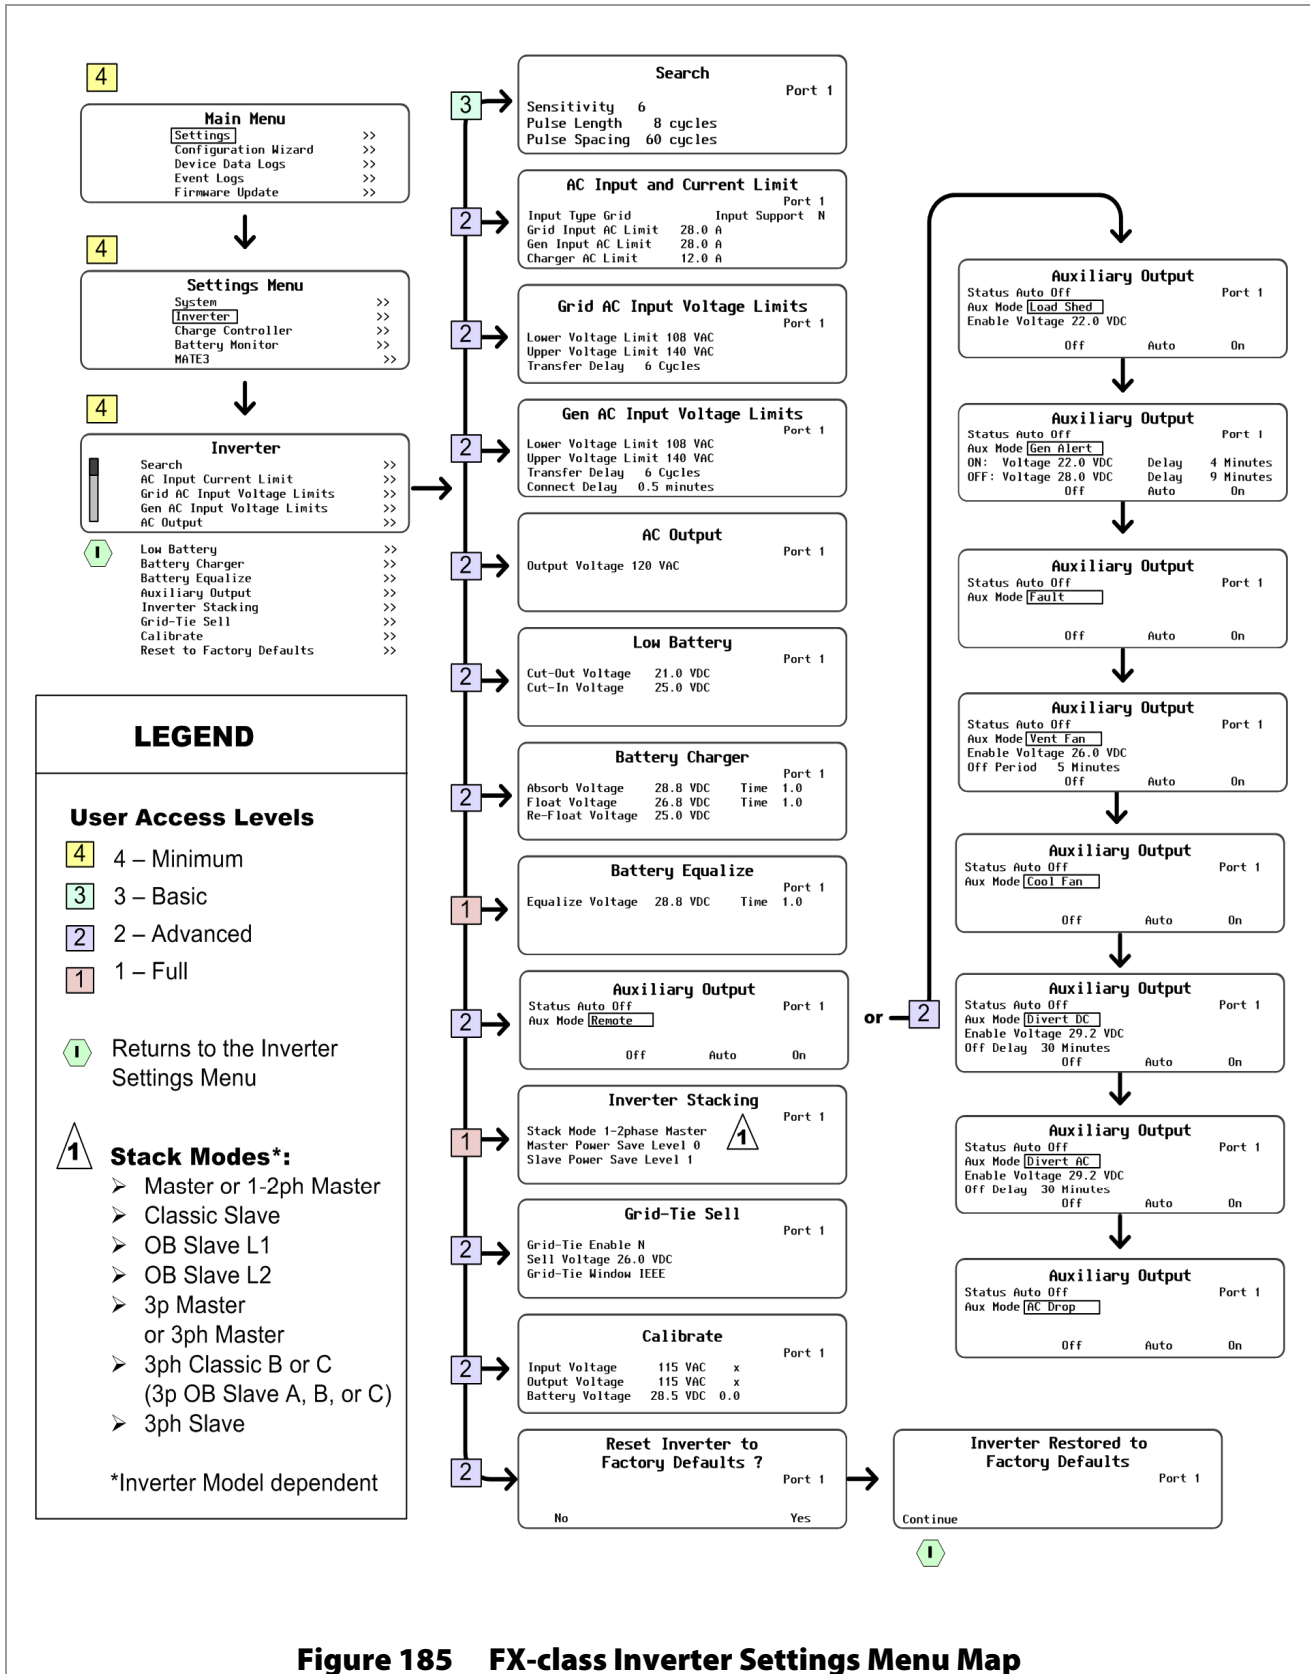 4
Main Menu
Settings >>
Configuration Wizard >>
Device Data Logs >>
Event Logs >>
Firmware Update >>
4
Settings Menu
System >>
Inverter >>
Charge Controller >>
Battery Monitor >>
MATE3 >>
4
Inverter
Search >>
AC Input Current Limit >>
Grid AC Input Voltage Limits >>
Gen AC Input Voltage Limits >>
AC Output >>
I
Low Battery >>
Battery Charger >>
Battery Equalize >>
Auxiliary Output >>
Inverter Stacking >>
Grid-Tie Sell >>
Calibrate >>
Reset to Factory Defaults >>
LEGEND
User Access Levels
4 4 – Minimum
3 3 – Basic
2 2 – Advanced
1 1 – Full
I Returns to the Inverter
Settings Menu
1 Stack Modes*:
➢ Master or 1-2ph Master
➢ Classic Slave
➢ OB Slave L1
➢ OB Slave L2
➢ 3p Master
or 3ph Master
➢ 3ph Classic B or C
(3p OB Slave A, B, or C)
➢ 3ph Slave
*Inverter Model dependent
3
Search
Port 1
Sensitivity 6
Pulse Length 8 cycles
Pulse Spacing 60 cycles
2
AC Input and Current Limit
Port 1
Input Type Grid Input Support N
Grid Input AC Limit 28.0 A
Gen Input AC Limit 28.0 A
Charger AC Limit 12.0 A
2
Grid AC Input Voltage Limits
Port 1
Lower Voltage Limit 108 VAC
Upper Voltage Limit 140 VAC
Transfer Delay 6 Cycles
2
Gen AC Input Voltage Limits
Port 1
Lower Voltage Limit 108 VAC
Upper Voltage Limit 140 VAC
Transfer Delay 6 Cycles
Connect Delay 0.5 minutes
2
AC Output
Port 1
Output Voltage 120 VAC
2
Low Battery
Port 1
Cut-Out Voltage 21.0 VDC
Cut-In Voltage 25.0 VDC
2
Battery Charger
Port 1
Absorb Voltage 28.8 VDC Time 1.0
Float Voltage 26.8 VDC Time 1.0
Re-Float Voltage 25.0 VDC
1
Battery Equalize
Port 1
Equalize Voltage 28.8 VDC Time 1.0
2
Auxiliary Output
Status Auto Off Port 1
Aux Mode Remote
Off Auto On
or 2
1
Inverter Stacking
Port 1
Stack Mode 1-2phase Master 1
Master Power Save Level 0
Slave Power Save Level 1
2
Grid-Tie Sell
Port 1
Grid-Tie Enable N
Sell Voltage 26.0 VDC
Grid-Tie Window IEEE
2
Calibrate
Port 1
Input Voltage 115 VAC x
Output Voltage 115 VAC x
Battery Voltage 28.5 VDC 0.0
2
Reset Inverter to
Factory Defaults ?
Port 1
No Yes
Inverter Restored to
Factory Defaults
Port 1
Continue
I
Auxiliary Output
Status Auto Off Port 1
Aux Mode Load Shed
Enable Voltage 22.0 VDC
Off Auto On
Auxiliary Output
Status Auto Off Port 1
Aux Mode Gen Alert
ON: Voltage 22.0 VDC Delay 4 Minutes
OFF: Voltage 28.0 VDC Delay 9 Minutes
Off Auto On
Auxiliary Output
Status Auto Off Port 1
Aux Mode Fault
Off Auto On
Auxiliary Output
Status Auto Off Port 1
Aux Mode Vent Fan
Enable Voltage 26.0 VDC
Off Period 5 Minutes
Off Auto On
Auxiliary Output
Status Auto Off Port 1
Aux Mode Cool Fan
Off Auto On
Auxiliary Output
Status Auto Off Port 1
Aux Mode Divert DC
Enable Voltage 29.2 VDC
Off Delay 30 Minutes
Off Auto On
Auxiliary Output
Status Auto Off Port 1
Aux Mode Divert AC
Enable Voltage 29.2 VDC
Off Delay 30 Minutes
Off Auto On
Auxiliary Output
Status Auto Off Port 1
Aux Mode AC Drop
Off Auto On
Figure 185 FX-class Inverter Settings Menu Map